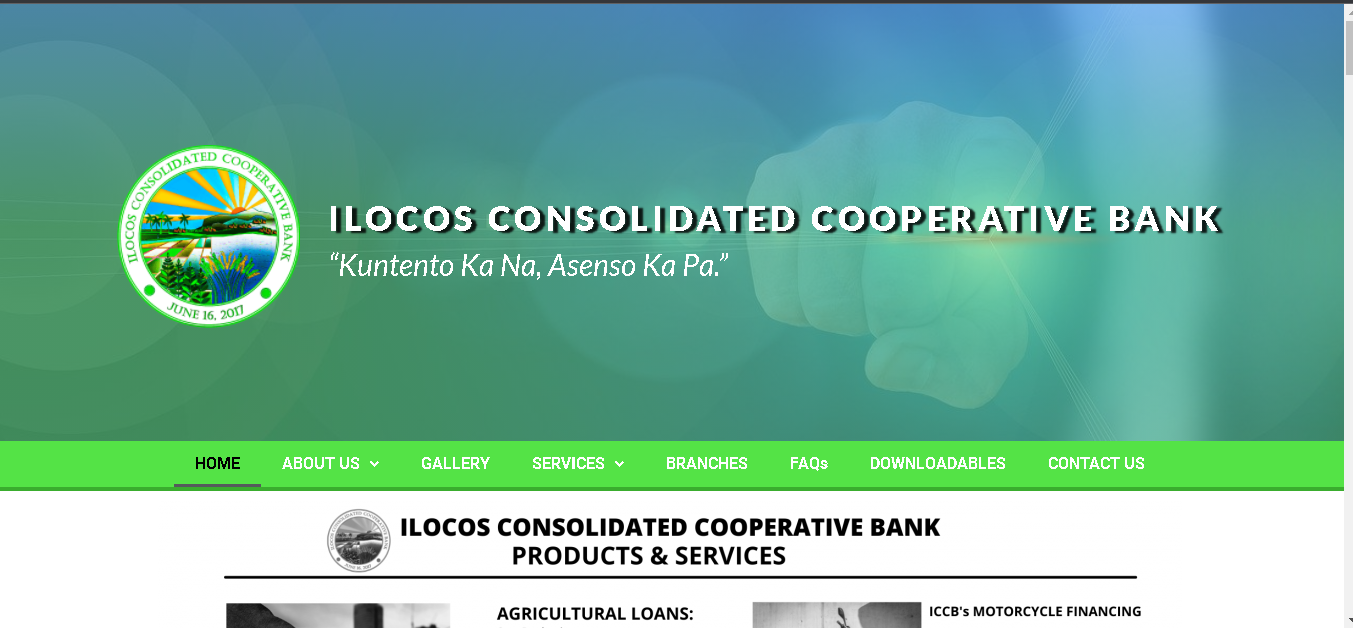 ILOCOS CONSOLIDATED COOPERATIVE BANK
JUNE 16, 2017
ILOCOS CONSOLIDATED COOPERATIVE BANK
“Kuntento Ka Na, Asenso Ka Pa.”
HOME ABOUT US GALLERY SERVICES BRANCHES FAQs DOWNLOADABLES CONTACT US
ILOCOS CONSOLIDATED COOPERATIVE BANK
PRODUCTS & SERVICES
AGRICULTURAL LOANS:
ICCB's MOTORCYCLE FINANCING